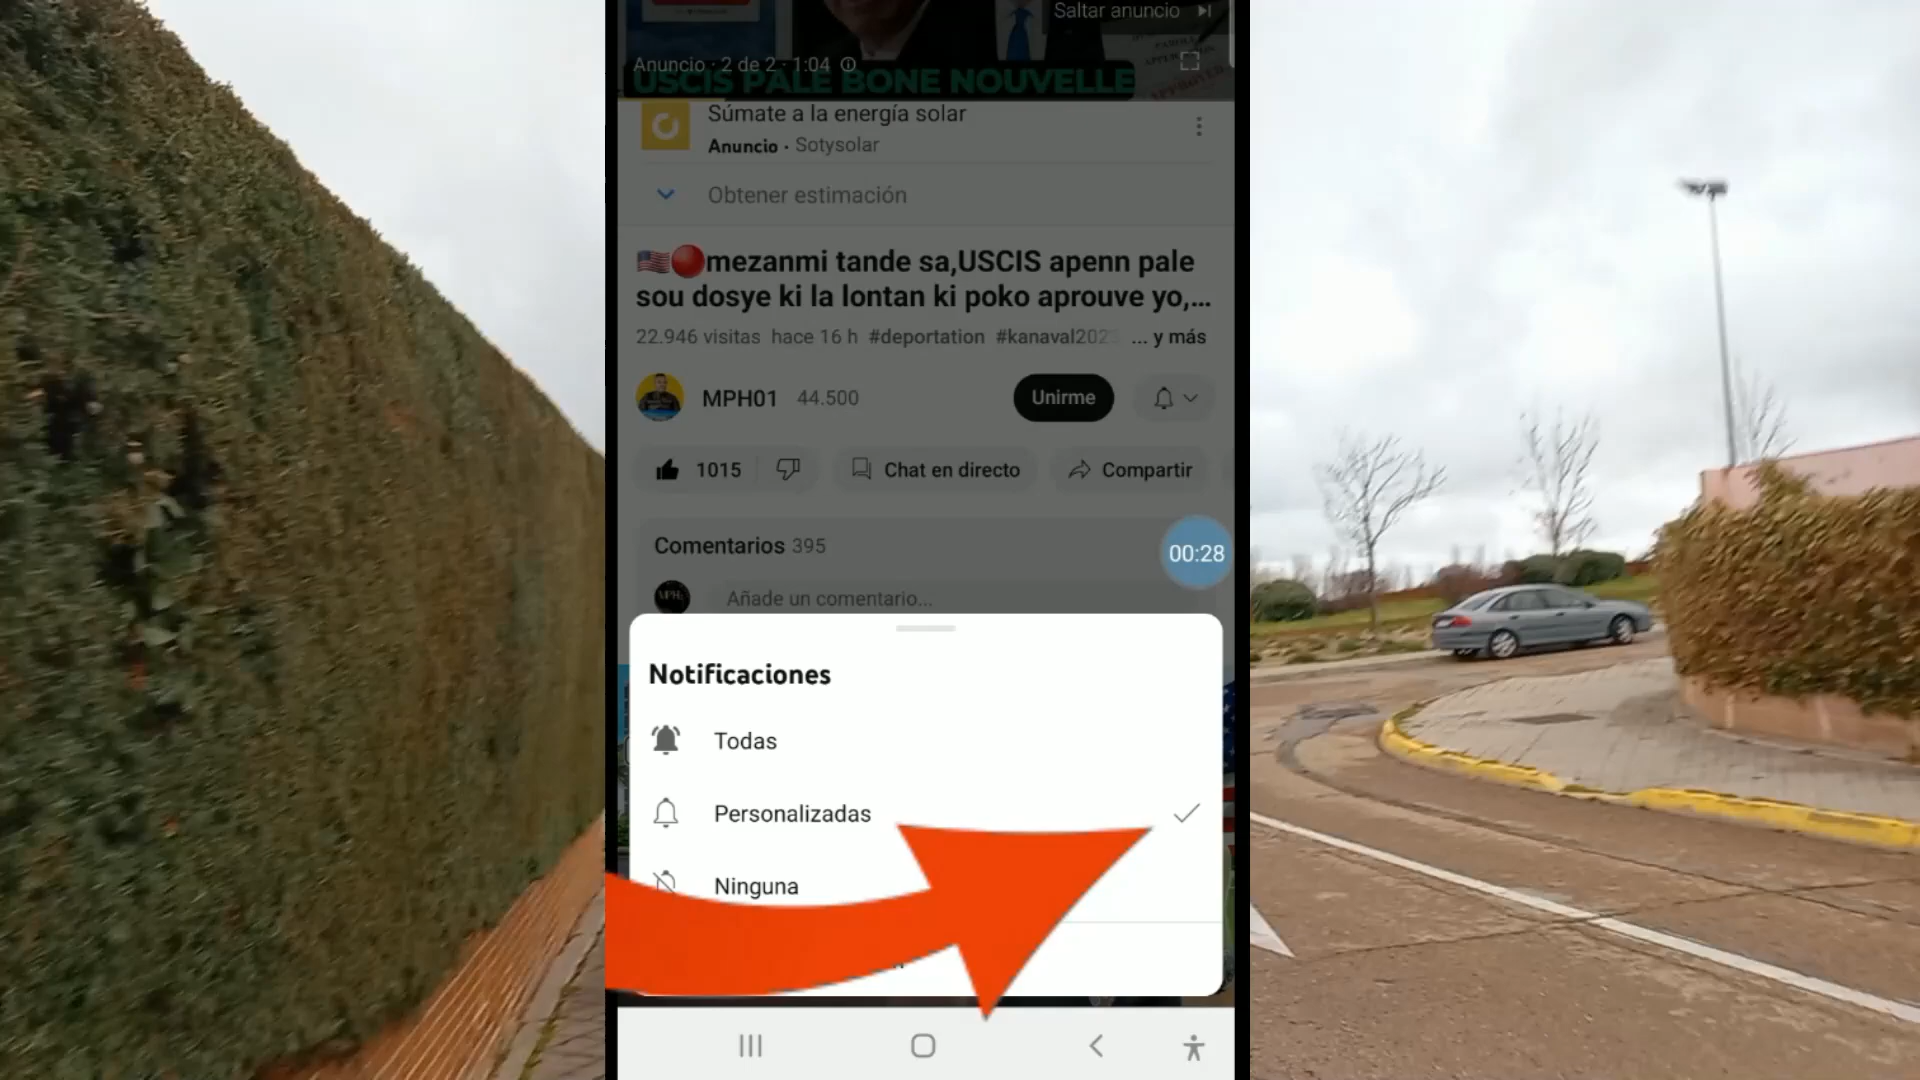 Saltar anuncio
Anuncio · 2 de 2 · 1:04
USCIS PALE BONE NOUVELLE
Súmate a la energía solar
Anuncio · Sotysolar
Obtener estimación
mezanmi tande sa,USCIS apenn pale
sou dosye ki la lontan ki poko aprouve yo,...
22.946 visitas hace 16 h #deportation #kanaval2023 ... y más
MPH01 44.500 Unirme
1015 Chat en directo Compartir
Comentarios 395
00:28
Añade un comentario...
Notificaciones
Todas
Personalizadas
Ninguna